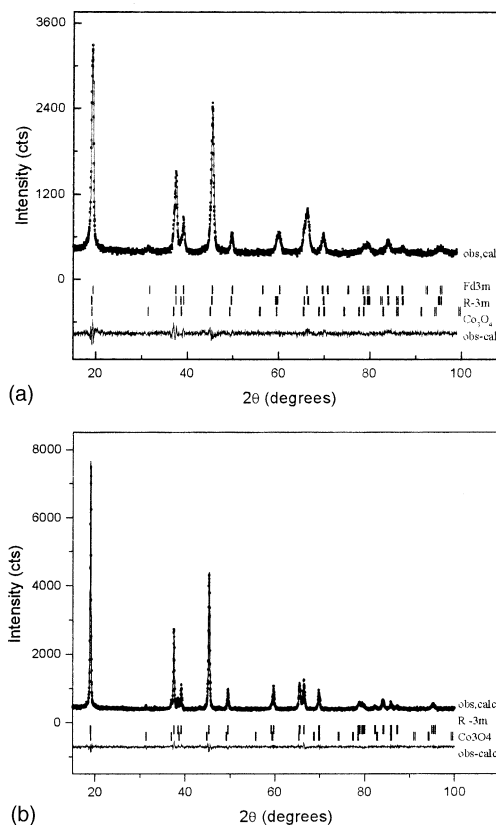 3600
2400
1200
0
Intensity (cts)
obs,calc
Fd3m
R-3m
Co3O4
obs-calc
20 40 60 80 100
2θ (degrees)
(a)
8000
6000
4000
2000
0
Intensity (cts)
obs,calc
R -3m
Co3O4
obs-calc
20 40 60 80 100
2θ (degrees)
(b)